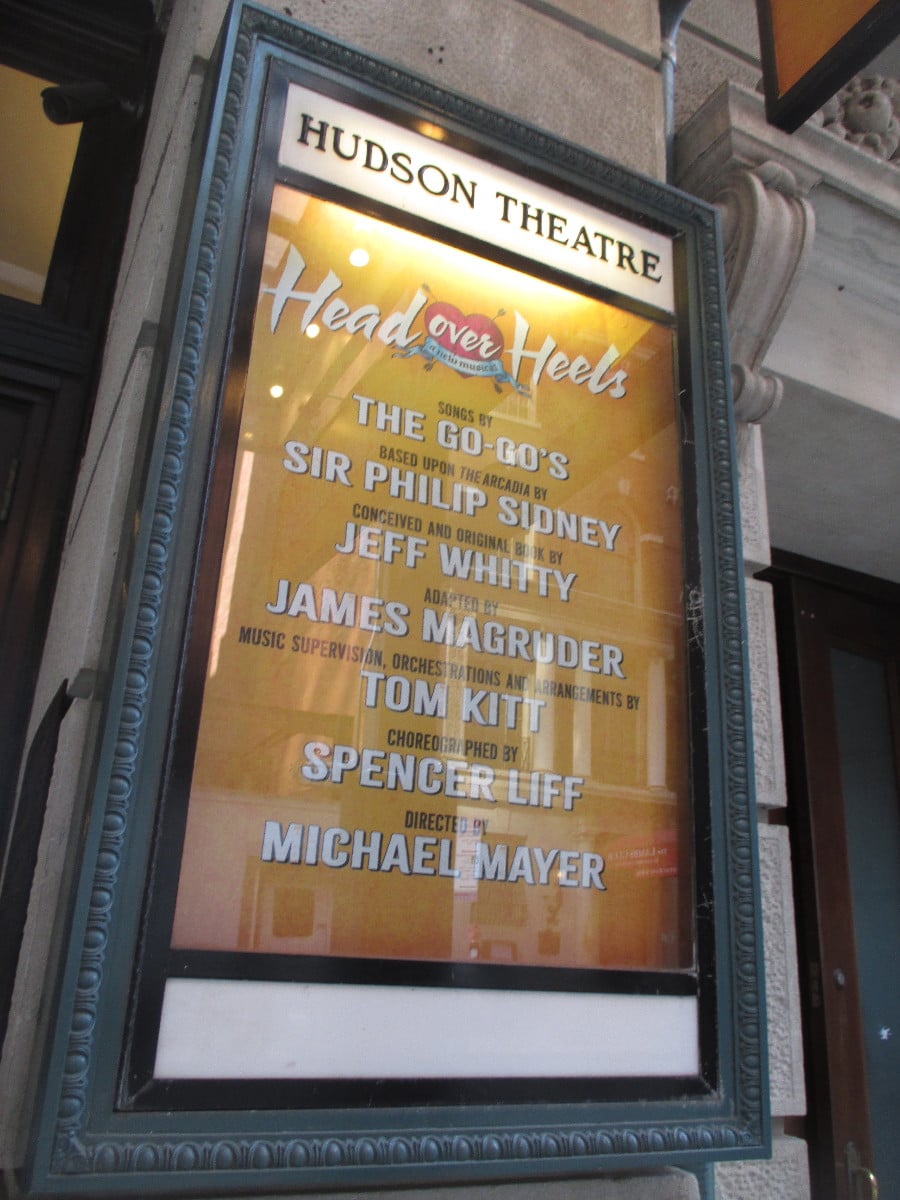 HUDSON THEATRE
Head over Heels
a new musical
SONGS BY
THE GO-GO'S
BASED UPON THE ARCADIA BY
SIR PHILIP SIDNEY
CONCEIVED AND ORIGINAL BOOK BY
JEFF WHITTY
ADAPTED BY
JAMES MAGRUDER
MUSIC SUPERVISION, ORCHESTRATIONS AND ARRANGEMENTS BY
TOM KITT
CHOREOGRAPHED BY
SPENCER LIFF
DIRECTED BY
MICHAEL MAYER